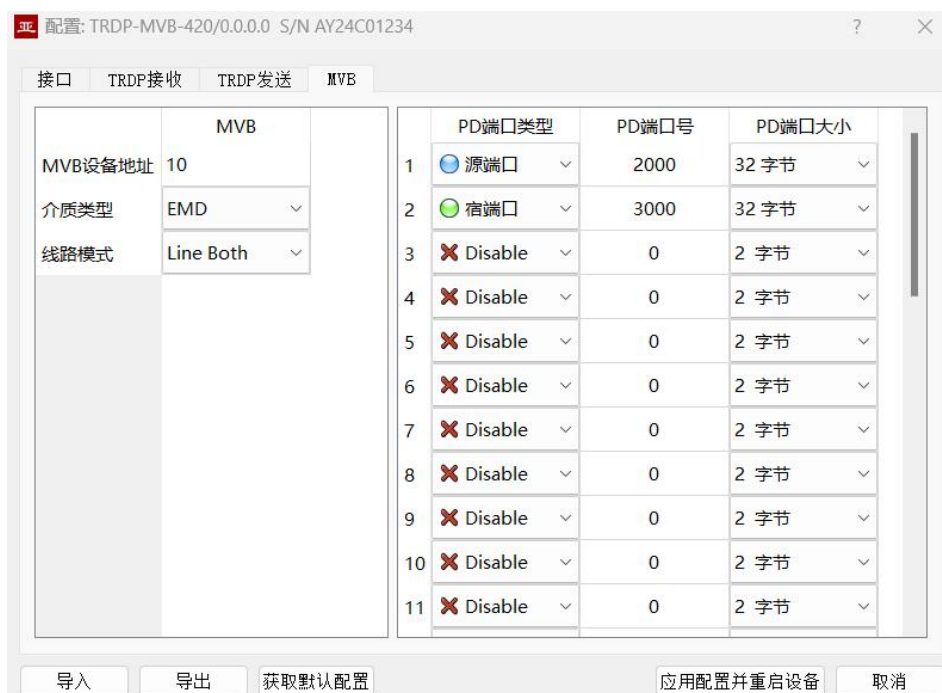 亚 配置: TRDP-MVB-420/0.0.0.0 S/N AY24C01234 ?
接口 TRDP接收 TRDP发送 MVB
MVB
MVB设备地址 10
介质类型 EMD
线路模式 Line Both
PD端口类型 PD端口号 PD端口大小
1 源端口 2000 32 字节
2 宿端口 3000 32 字节
3 Disable 0 2 字节
4 Disable 0 2 字节
5 Disable 0 2 字节
6 Disable 0 2 字节
7 Disable 0 2 字节
8 Disable 0 2 字节
9 Disable 0 2 字节
10 Disable 0 2 字节
11 Disable 0 2 字节
导入 导出 获取默认配置 应用配置并重启设备 取消